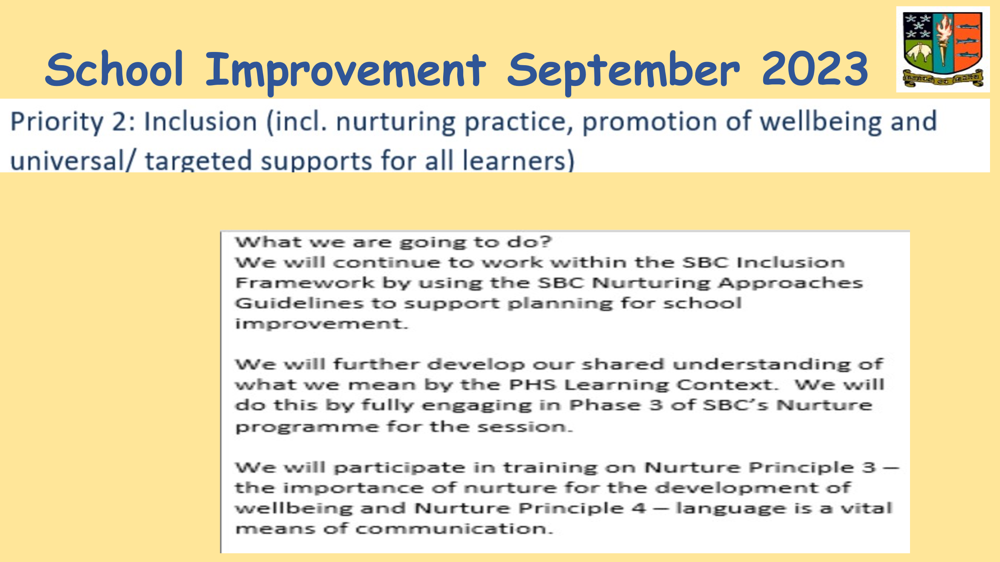 School Improvement September 2023
Priority 2: Inclusion (incl. nurturing practice, promotion of wellbeing and
universal/ targeted supports for all learners)
What we are going to do?
We will continue to work within the SBC Inclusion
Framework by using the SBC Nurturing Approaches
Guidelines to support planning for school
improvement.
We will further develop our shared understanding of
what we mean by the PHS Learning Context.  We will
do this by fully engaging in Phase 3 of SBC’s Nurture
programme for the session.
We will participate in training on Nurture Principle 3 –
the importance of nurture for the development of
wellbeing and Nurture Principle 4 – language is a vital
means of communication.